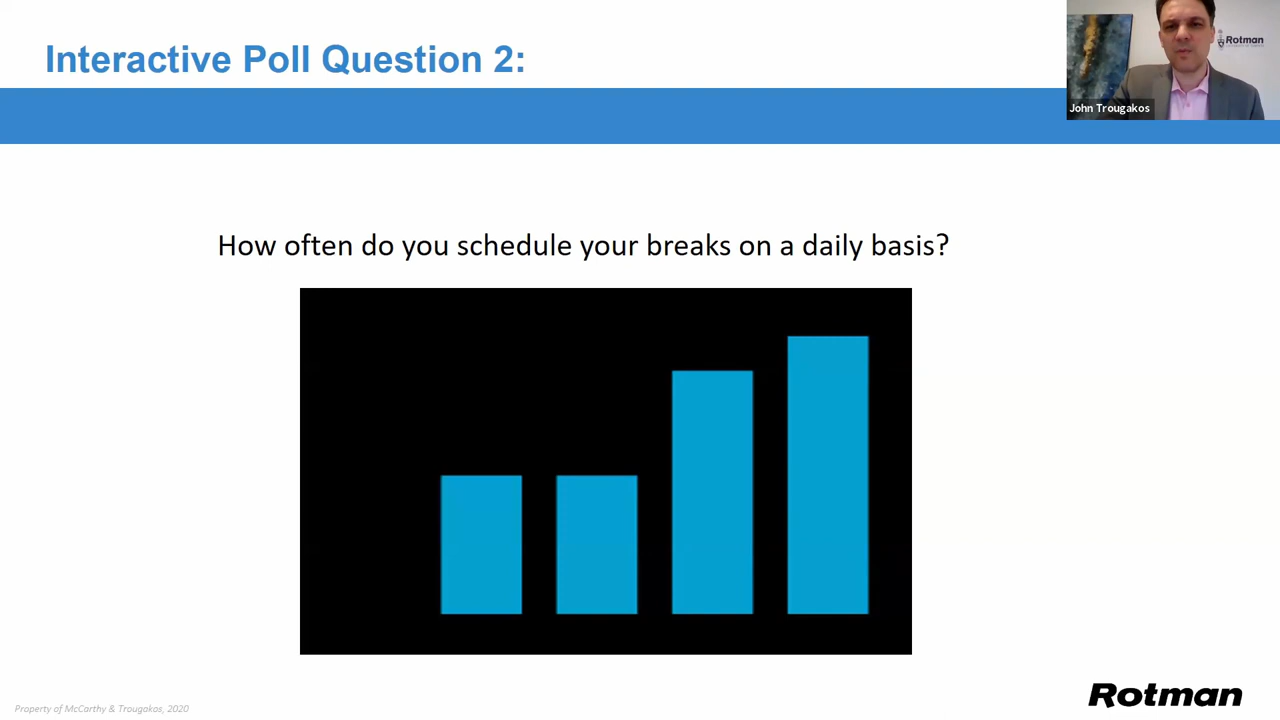 Interactive Poll Question 2:
Rotman
John Trougakos
How often do you schedule your breaks on a daily basis?
Property of McCarthy & Trougakos, 2020
Rotman